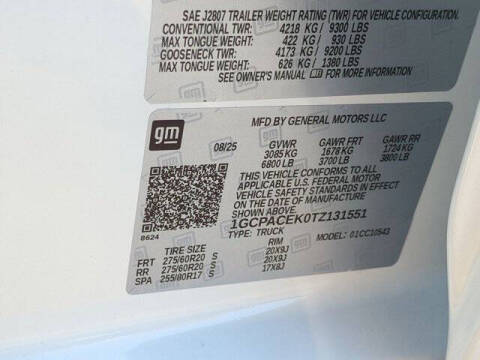 SAE J2807 TRAILER WEIGHT RATING (TWR) FOR VEHICLE CONFIGURATION.
CONVENTIONAL TWR: 4218 KG / 9300 LBS
MAX TONGUE WEIGHT: 422 KG / 930 LBS
GOOSENECK TWR: 4173 KG / 9200 LBS
MAX TONGUE WEIGHT: 626 KG / 1380 LBS
SEE OWNER'S MANUAL FOR MORE INFORMATION
gm
MFD BY GENERAL MOTORS LLC
08/25 GVWR GAWR FRT GAWR RR
3085 KG 1678 KG 1724 KG
6800 LB 3700 LB 3800 LB
THIS VEHICLE CONFORMS TO ALL
APPLICABLE U.S. FEDERAL MOTOR
VEHICLE SAFETY STANDARDS IN
EFFECT ON THE DATE OF
MANUFACTURE SHOWN ABOVE.
1GCPACEK0TZ131551
TYPE: TRUCK MODEL: 01CC10543
8624
TIRE SIZE RIM
FRT 275/60R20 S 20X9J
RR 275/60R20 S 20X9J
SPA 255/80R17 S 17X8J